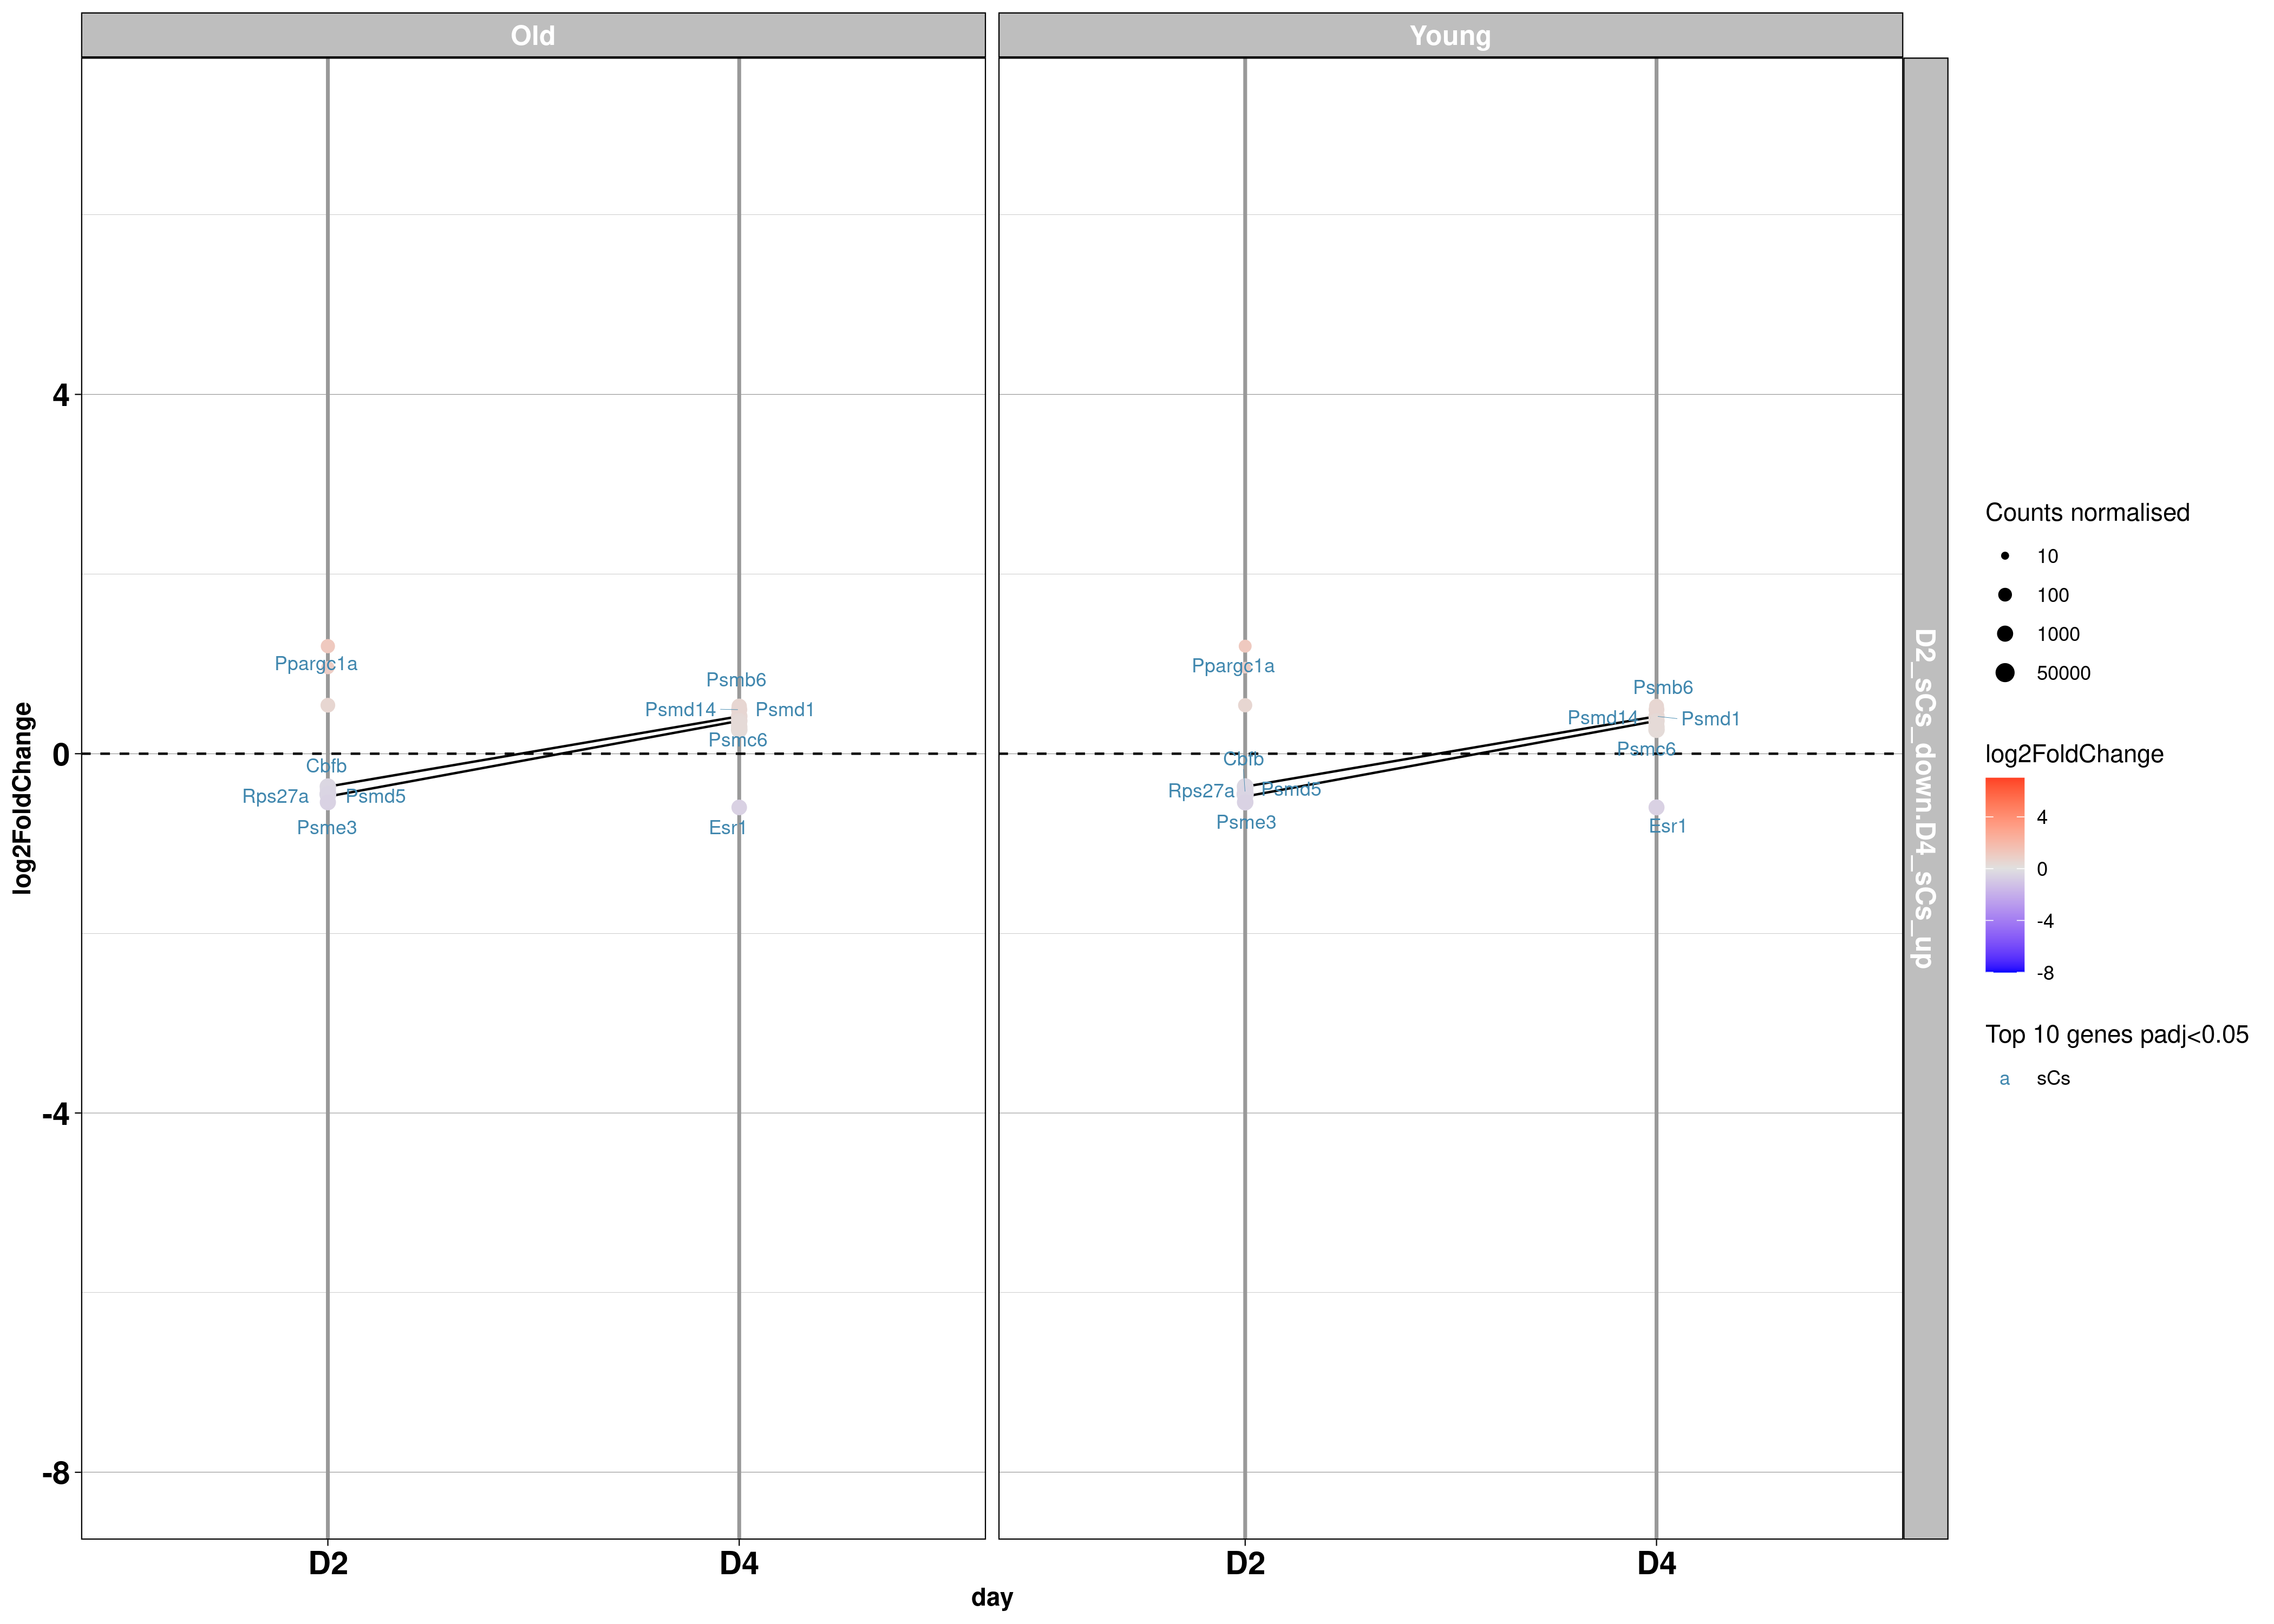 Old
Young
4
0
-4
-8
log2FoldChange
Ppargc1a
Cbfb
Rps27a
Psmd5
Psme3
Psmb6
Psmd14
Psmd1
Psmc6
Esr1
Ppargc1a
Cbfb
Rps27a
Psmd5
Psme3
Psmb6
Psmd14
Psmd1
Psmc6
Esr1
D2
D4
D2
D4
day
D2_sCs_down.D4_sCs_up
Counts normalised
10
100
1000
50000
log2FoldChange
4
0
-4
-8
Top 10 genes padj<0.05
a sCs